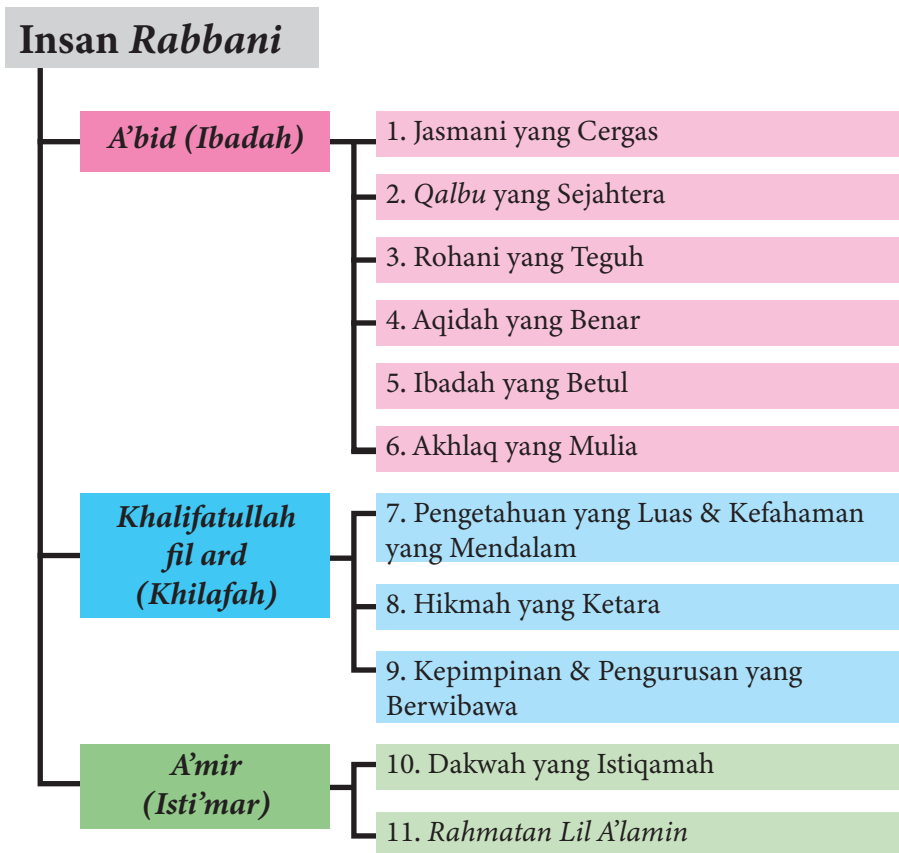 Insan Rabbani
A'bid (Ibadah)
1. Jasmani yang Cergas
2. Qalbu yang Sejahtera
3. Rohani yang Teguh
4. Aqidah yang Benar
5. Ibadah yang Betul
6. Akhlaq yang Mulia
Khalifatullah
fil ard
(Khilafah)
7. Pengetahuan yang Luas & Kefahaman
yang Mendalam
8. Hikmah yang Ketara
9. Kepimpinan & Pengurusan yang
Berwibawa
A'mir
(Isti'mar)
10. Dakwah yang Istiqamah
11. Rahmatan Lil A'lamin